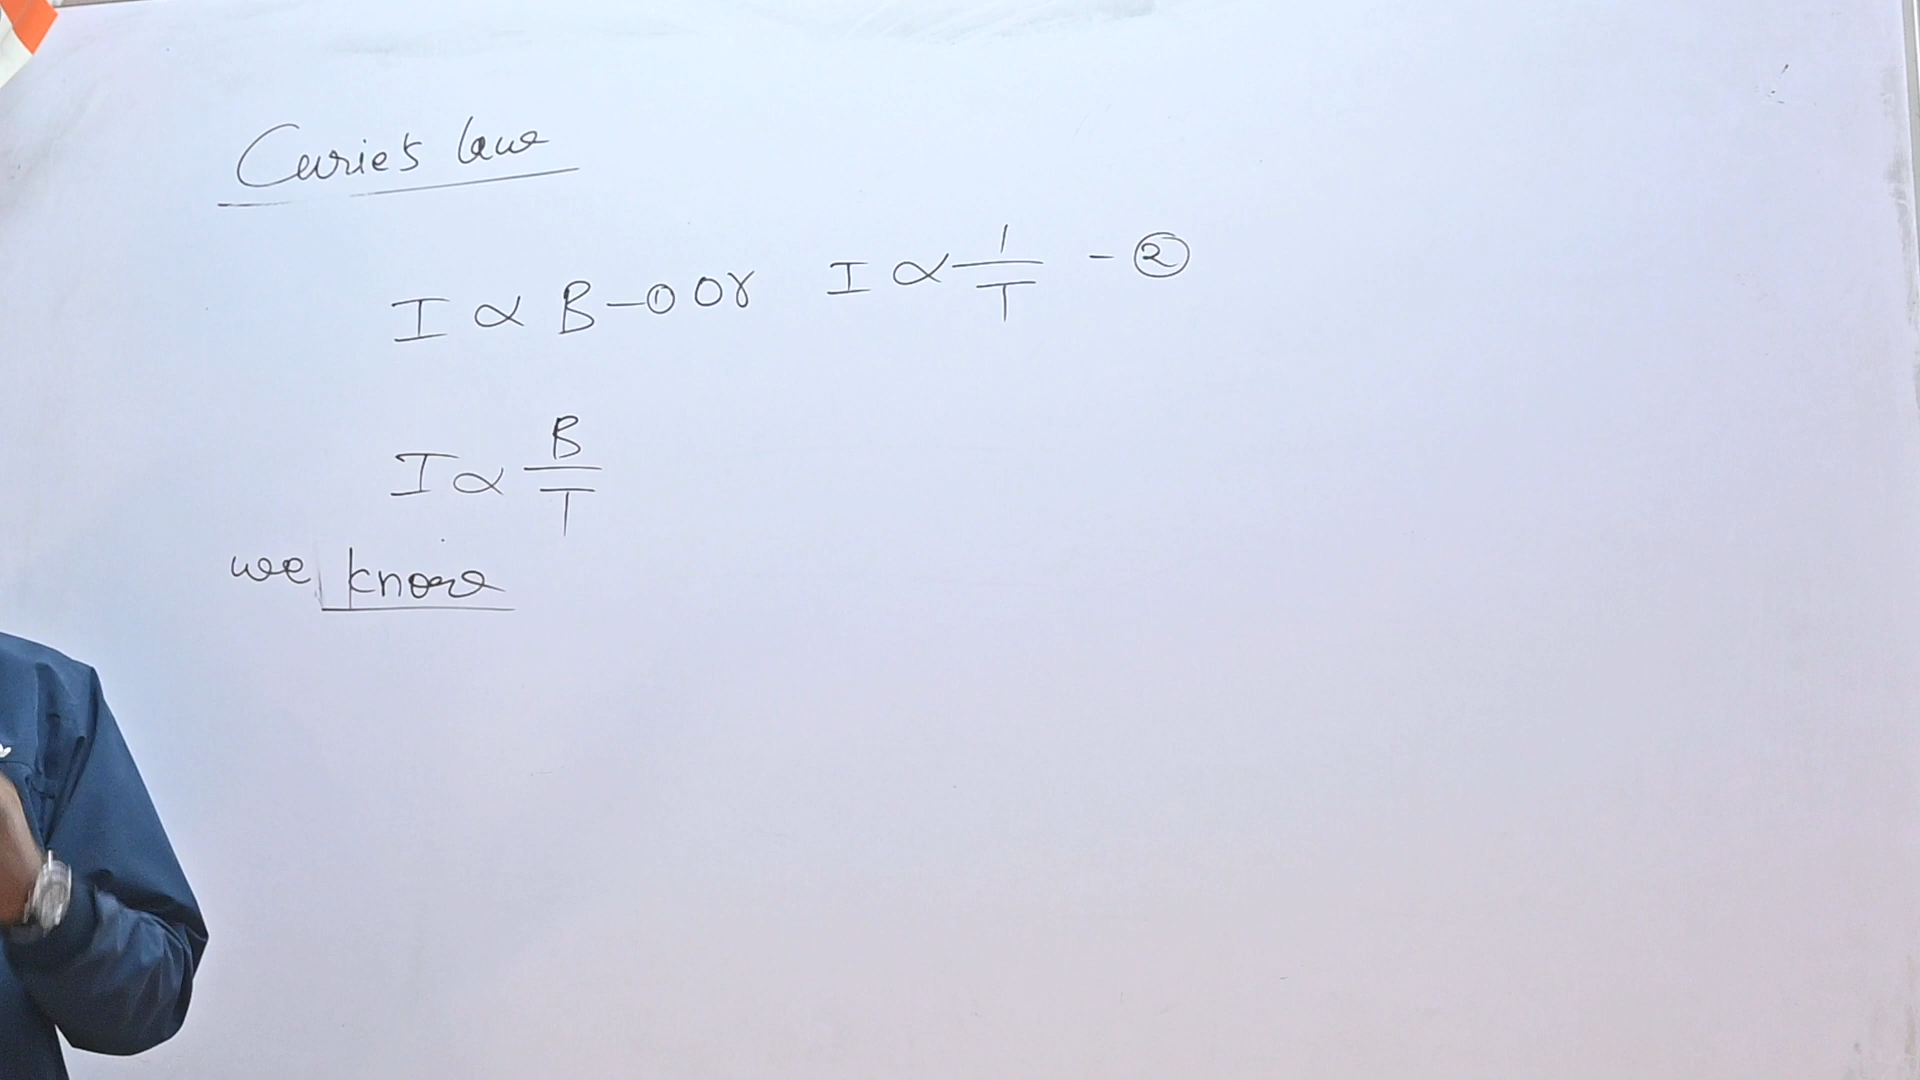 Curie's law
I ∝ B - ① or I ∝ 1/T - ②
I ∝ B/T
we know